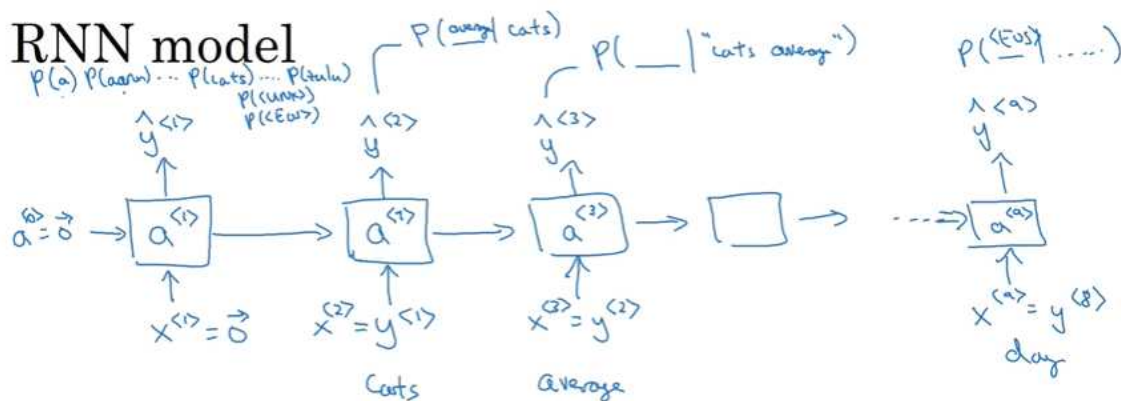 RNN model
P(a) P(aaron) ... P(cats) .... P(zulu)
P(<UNK>)
P(<EOS>)
P(average|cats)
P(___|"cats average")
P(<EOS>|.....)
ŷ<1> ŷ<2> ŷ<3> ŷ<9>
a<0>=0⃗ → a<1> → a<2> → a<3> → → ....⇒ a<9>
x<1>=0⃗ x<2>=y<1> x<3>=y<2> x<9>=y<8>
Cats average day